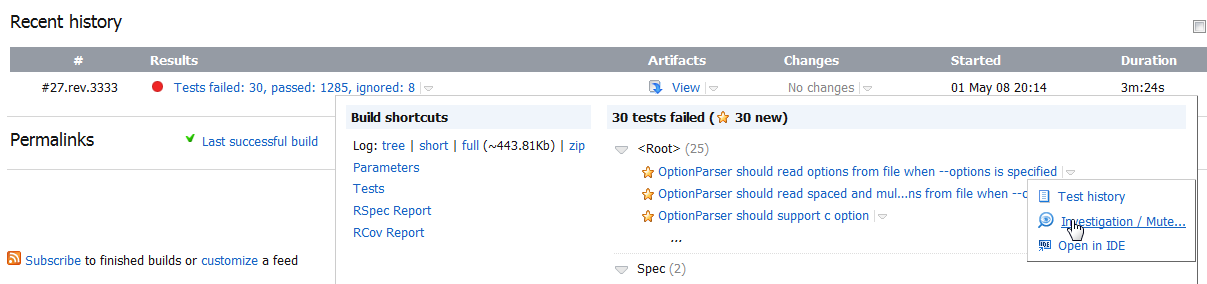 Recent history
# Results Artifacts Changes Started Duration
#27.rev.3333 Tests failed: 30, passed: 1285, ignored: 8 View No changes 01 May 08 20:14 3m:24s
Permalinks Last successful build
Build shortcuts
Log: tree | short | full (~443.81Kb) | zip
Parameters
Tests
RSpec Report
RCov Report
30 tests failed ( 30 new)
<Root> (25)
OptionParser should read options from file when --options is specified
OptionParser should read spaced and mul...ns from file when --
OptionParser should support c option
...
Spec (2)
Test history
Investigation / Mute...
Open in IDE
Subscribe to finished builds or customize a feed